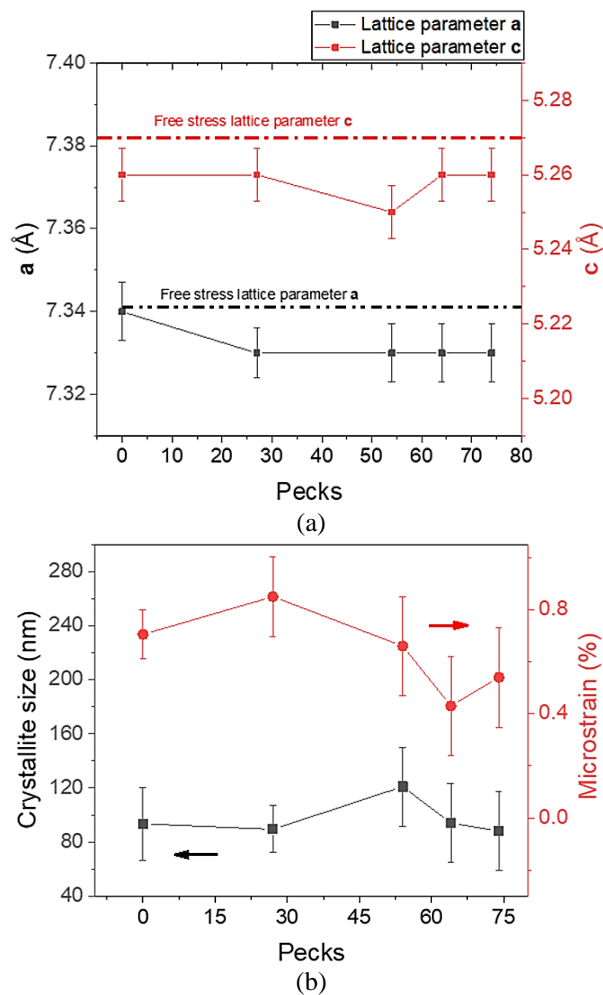 Lattice parameter a
Lattice parameter c
7.40
7.38
7.36
7.34
7.32
a (Å)
Free stress lattice parameter c
Free stress lattice parameter a
5.28
5.26
5.24
5.22
5.20
c (Å)
0 10 20 30 40 50 60 70 80
Pecks
(a)
280
240
200
160
120
80
40
Crystallite size (nm)
0.8
0.4
0.0
Microstrain (%)
0 15 30 45 60 75
Pecks
(b)